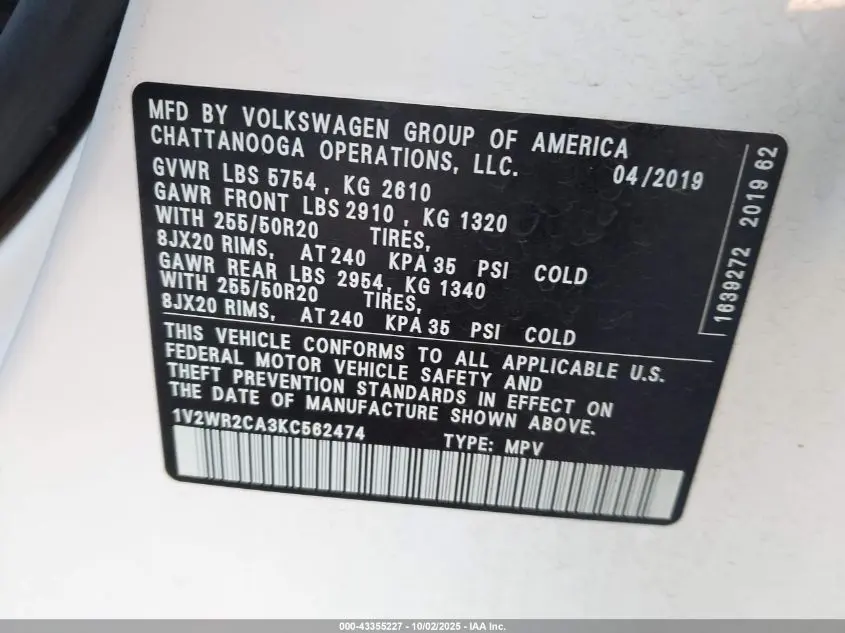 MFD BY VOLKSWAGEN GROUP OF AMERICA
CHATTANOOGA OPERATIONS, LLC. 04/2019
GVWR LBS 5754, KG 2610
GAWR FRONT LBS 2910, KG 1320
WITH 255/50R20 TIRES,
8JX20 RIMS, AT 240 KPA 35 PSI COLD
GAWR REAR LBS 2954, KG 1340
WITH 255/50R20 TIRES,
8JX20 RIMS, AT 240 KPA 35 PSI COLD
THIS VEHICLE CONFORMS TO ALL APPLICABLE U.S.
FEDERAL MOTOR VEHICLE SAFETY AND
THEFT PREVENTION STANDARDS IN EFFECT ON
THE DATE OF MANUFACTURE SHOWN ABOVE.
1V2WR2CA3KC562474 TYPE: MPV
1639272 2019 62
000-43355227 - 10/02/2025 - IAA Inc.